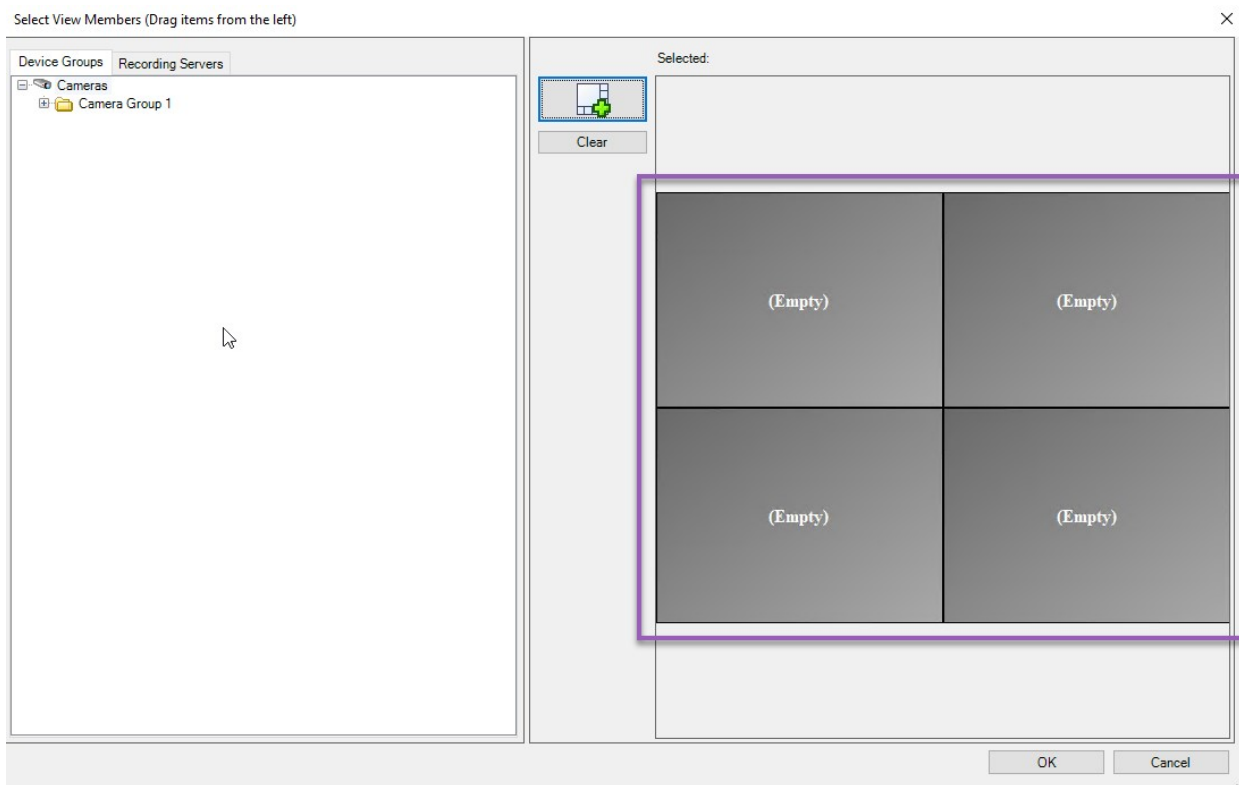 Select View Members (Drag items from the left)
Device Groups
Recording Servers
Cameras
Camera Group 1
Selected:
Clear
(Empty)
(Empty)
(Empty)
(Empty)
OK
Cancel